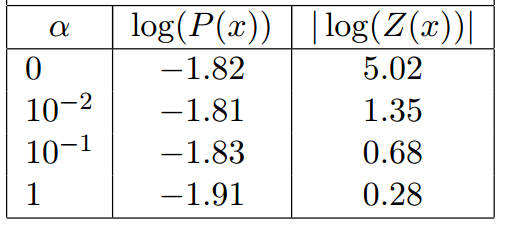 α log(P(x)) |log(Z(x))|
0 −1.82 5.02
10⁻² −1.81 1.35
10⁻¹ −1.83 0.68
1 −1.91 0.28